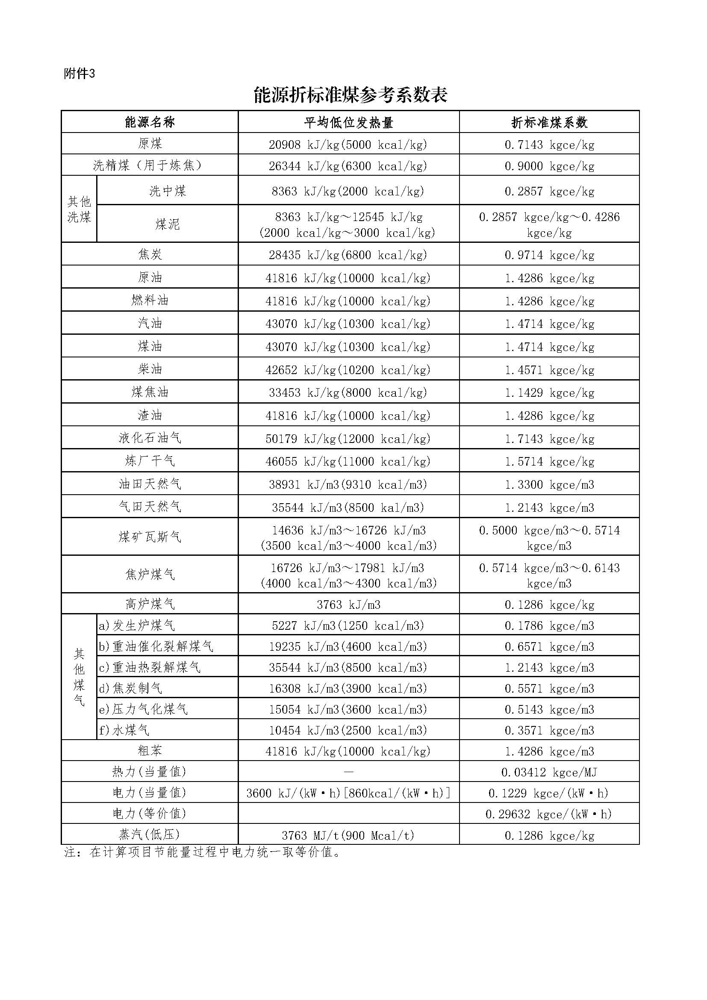 附件3
能源折标准煤参考系数表
能源名称 平均低位发热量 折标准煤系数
原煤 20908 kJ/kg(5000 kcal/kg) 0.7143 kgce/kg
洗精煤（用于炼焦） 26344 kJ/kg(6300 kcal/kg) 0.9000 kgce/kg
其他
洗煤
洗中煤 8363 kJ/kg(2000 kcal/kg) 0.2857 kgce/kg
煤泥 8363 kJ/kg～12545 kJ/kg 0.2857 kgce/kg～0.4286
(2000 kcal/kg～3000 kcal/kg) kgce/kg
焦炭 28435 kJ/kg(6800 kcal/kg) 0.9714 kgce/kg
原油 41816 kJ/kg(10000 kcal/kg) 1.4286 kgce/kg
燃料油 41816 kJ/kg(10000 kcal/kg) 1.4286 kgce/kg
汽油 43070 kJ/kg(10300 kcal/kg) 1.4714 kgce/kg
煤油 43070 kJ/kg(10300 kcal/kg) 1.4714 kgce/kg
柴油 42652 kJ/kg(10200 kcal/kg) 1.4571 kgce/kg
煤焦油 33453 kJ/kg(8000 kcal/kg) 1.1429 kgce/kg
渣油 41816 kJ/kg(10000 kcal/kg) 1.4286 kgce/kg
液化石油气 50179 kJ/kg(12000 kcal/kg) 1.7143 kgce/kg
炼厂干气 46055 kJ/kg(11000 kcal/kg) 1.5714 kgce/kg
油田天然气 38931 kJ/m3(9310 kcal/m3) 1.3300 kgce/m3
气田天然气 35544 kJ/m3(8500 kal/m3) 1.2143 kgce/m3
煤矿瓦斯气 14636 kJ/m3～16726 kJ/m3 0.5000 kgce/m3～0.5714
(3500 kcal/m3～4000 kcal/m3) kgce/m3
焦炉煤气 16726 kJ/m3～17981 kJ/m3 0.5714 kgce/m3～0.6143
(4000 kcal/m3～4300 kcal/m3) kgce/m3
高炉煤气 3763 kJ/m3 0.1286 kgce/kg
其
他
煤
气
a)发生炉煤气 5227 kJ/m3(1250 kcal/m3) 0.1786 kgce/m3
b)重油催化裂解煤气 19235 kJ/m3(4600 kcal/m3) 0.6571 kgce/m3
c)重油热裂解煤气 35544 kJ/m3(8500 kcal/m3) 1.2143 kgce/m3
d)焦炭制气 16308 kJ/m3(3900 kcal/m3) 0.5571 kgce/m3
e)压力气化煤气 15054 kJ/m3(3600 kcal/m3) 0.5143 kgce/m3
f)水煤气 10454 kJ/m3(2500 kcal/m3) 0.3571 kgce/m3
粗苯 41816 kJ/kg(10000 kcal/kg) 1.4286 kgce/m3
热力(当量值) — 0.03412 kgce/MJ
电力(当量值) 3600 kJ/(kW·h)[860kcal/(kW·h)] 0.1229 kgce/(kW·h)
电力(等价值) 0.29632 kgce/(kW·h)
蒸汽(低压) 3763 MJ/t(900 Mcal/t) 0.1286 kgce/kg
注：在计算项目节能量过程中电力统一取等价值。